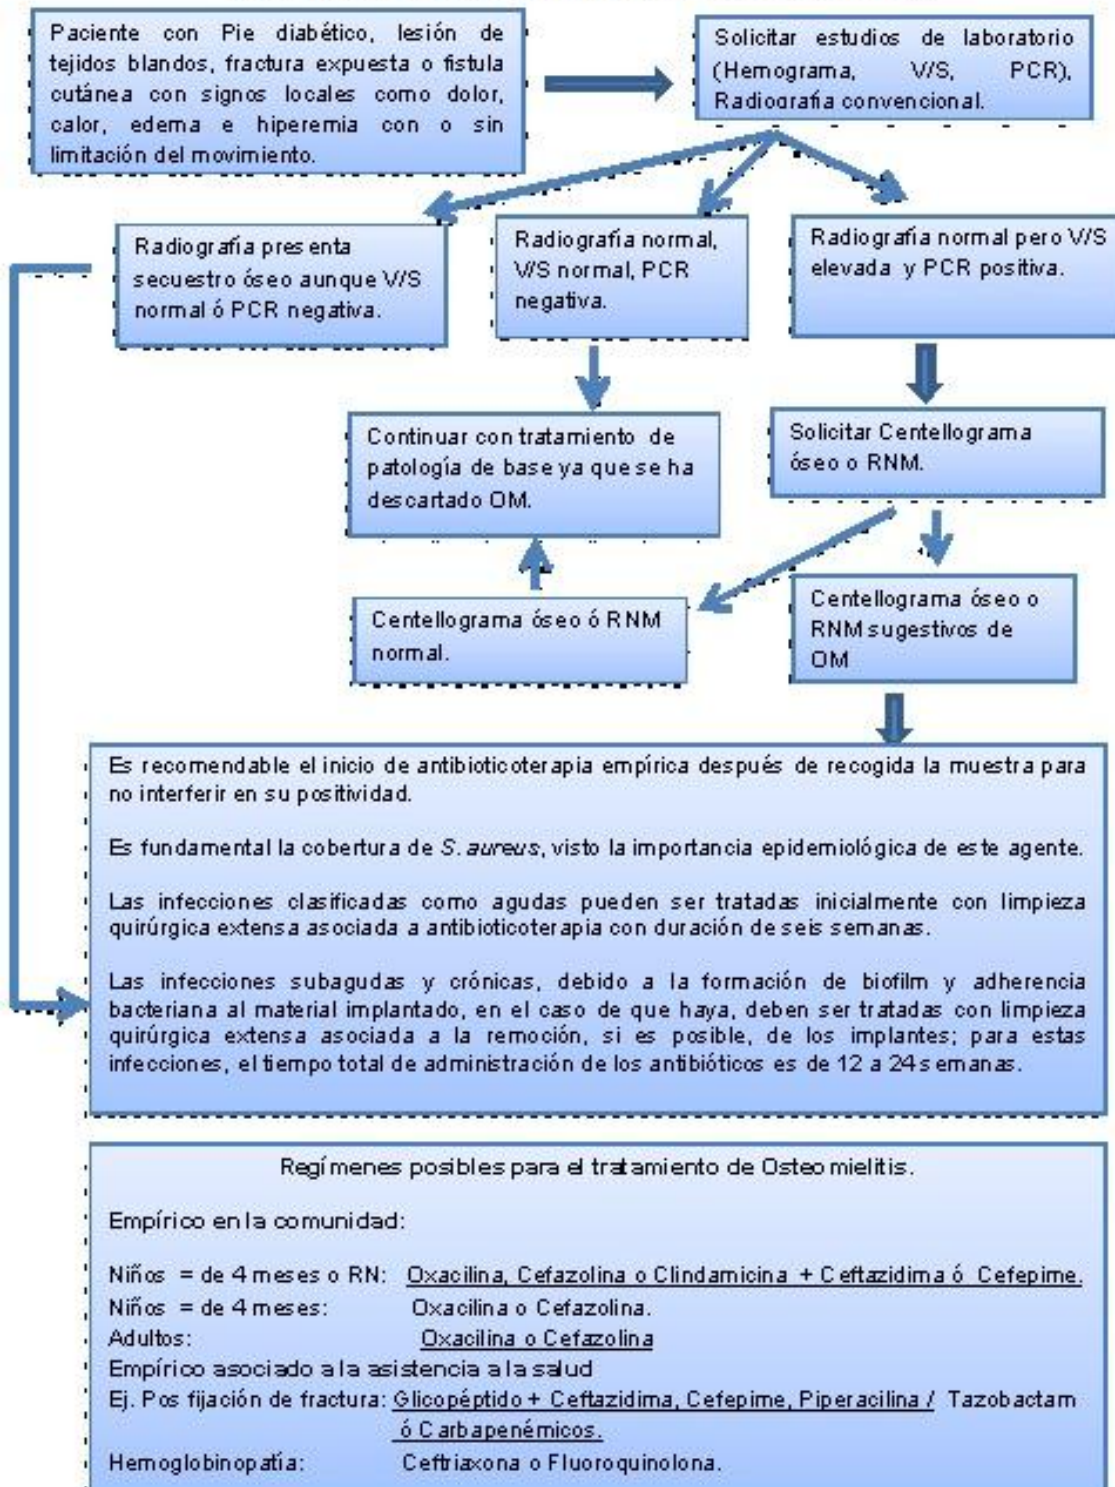 Paciente con Pie diabético, lesión de
tejidos blandos, fractura expuesta o fistula
cutánea con signos locales como dolor,
calor, edema e hiperemia con o sin
limitación del movimiento.
Solicitar estudios de laboratorio
(Hemograma, V/S, PCR),
Radiografía convencional.
Radiografía presenta
secuestro óseo aunque V/S
normal ó PCR negativa.
Radiografía normal,
V/S normal, PCR
negativa.
Radiografía normal pero V/S
elevada y PCR positiva.
Continuar con tratamiento de
patología de base ya que se ha
descartado OM.
Solicitar Centellograma
óseo o RNM.
Centellograma óseo ó RNM
normal.
Centellograma óseo o
RNM sugestivos de
OM
Es recomendable el inicio de antibioticoterapia empírica después de recogida la muestra para
no interferir en su positividad.
Es fundamental la cobertura de S. aureus, visto la importancia epidemiológica de este agente.
Las infecciones clasificadas como agudas pueden ser tratadas inicialmente con limpieza
quirúrgica extensa asociada a antibioticoterapia con duración de seis semanas.
Las infecciones subagudas y crónicas, debido a la formación de biofilm y adherencia
bacteriana al material implantado, en el caso de que haya, deben ser tratadas con limpieza
quirúrgica extensa asociada a la remoción, si es posible, de los implantes; para estas
infecciones, el tiempo total de administración de los antibióticos es de 12 a 24 semanas.
Regímenes posibles para el tratamiento de Osteomielitis.
Empírico en la comunidad:
Niños = de 4 meses o RN: Oxacilina, Cefazolina o Clindamicina + Ceftazidima ó Cefepime.
Niños = de 4 meses: Oxacilina o Cefazolina.
Adultos: Oxacilina o Cefazolina
Empírico asociado a la asistencia a la salud
Ej. Pos fijación de fractura: Glicopéptido + Ceftazidima, Cefepime, Piperacilina / Tazobactam
ó Carbapenémicos.
Hemoglobinopatía: Ceftriaxona o Fluoroquinolona.